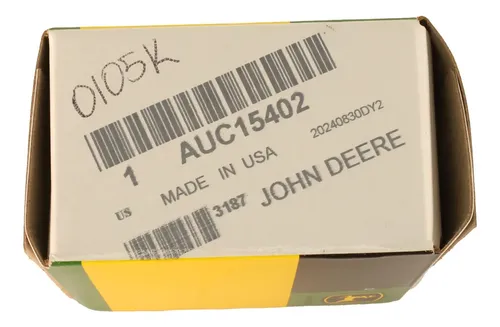 0105K
1 AUC15402
20240830DY2
US MADE IN USA
3187 JOHN DEERE